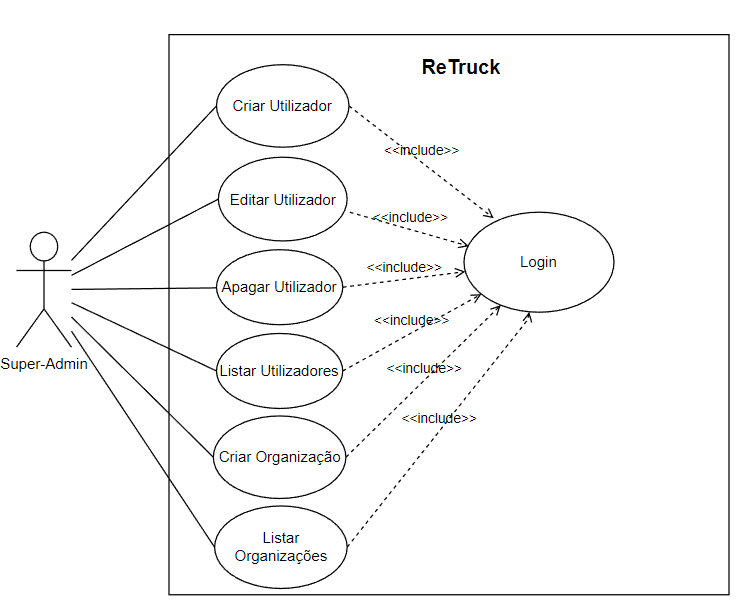 ReTruck
Criar Utilizador
<<include>>
Editar Utilizador
<<include>>
Login
Apagar Utilizador
<<include>>
Super-Admin
Listar Utilizadores
<<include>>
Criar Organização
<<include>>
Listar
Organizações
<<include>>